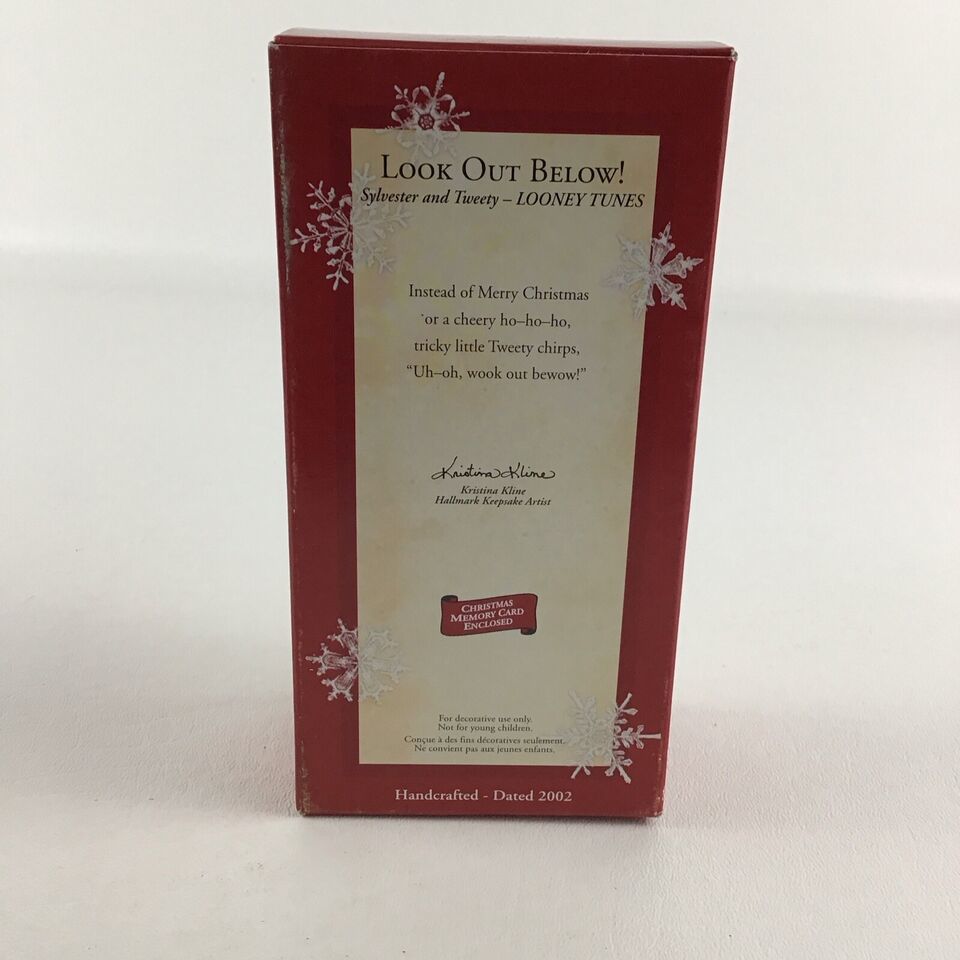 LOOK OUT BELOW!
Sylvester and Tweety – LOONEY TUNES
Instead of Merry Christmas
or a cheery ho–ho–ho,
tricky little Tweety chirps,
“Uh–oh, wook out bewow!”
Kristina Kline
Kristina Kline
Hallmark Keepsake Artist
CHRISTMAS
MEMORY CARD
ENCLOSED
For decorative use only.
Not for young children.
Conçue à des fins décoratives seulement.
Ne convient pas aux jeunes enfants.
Handcrafted - Dated 2002